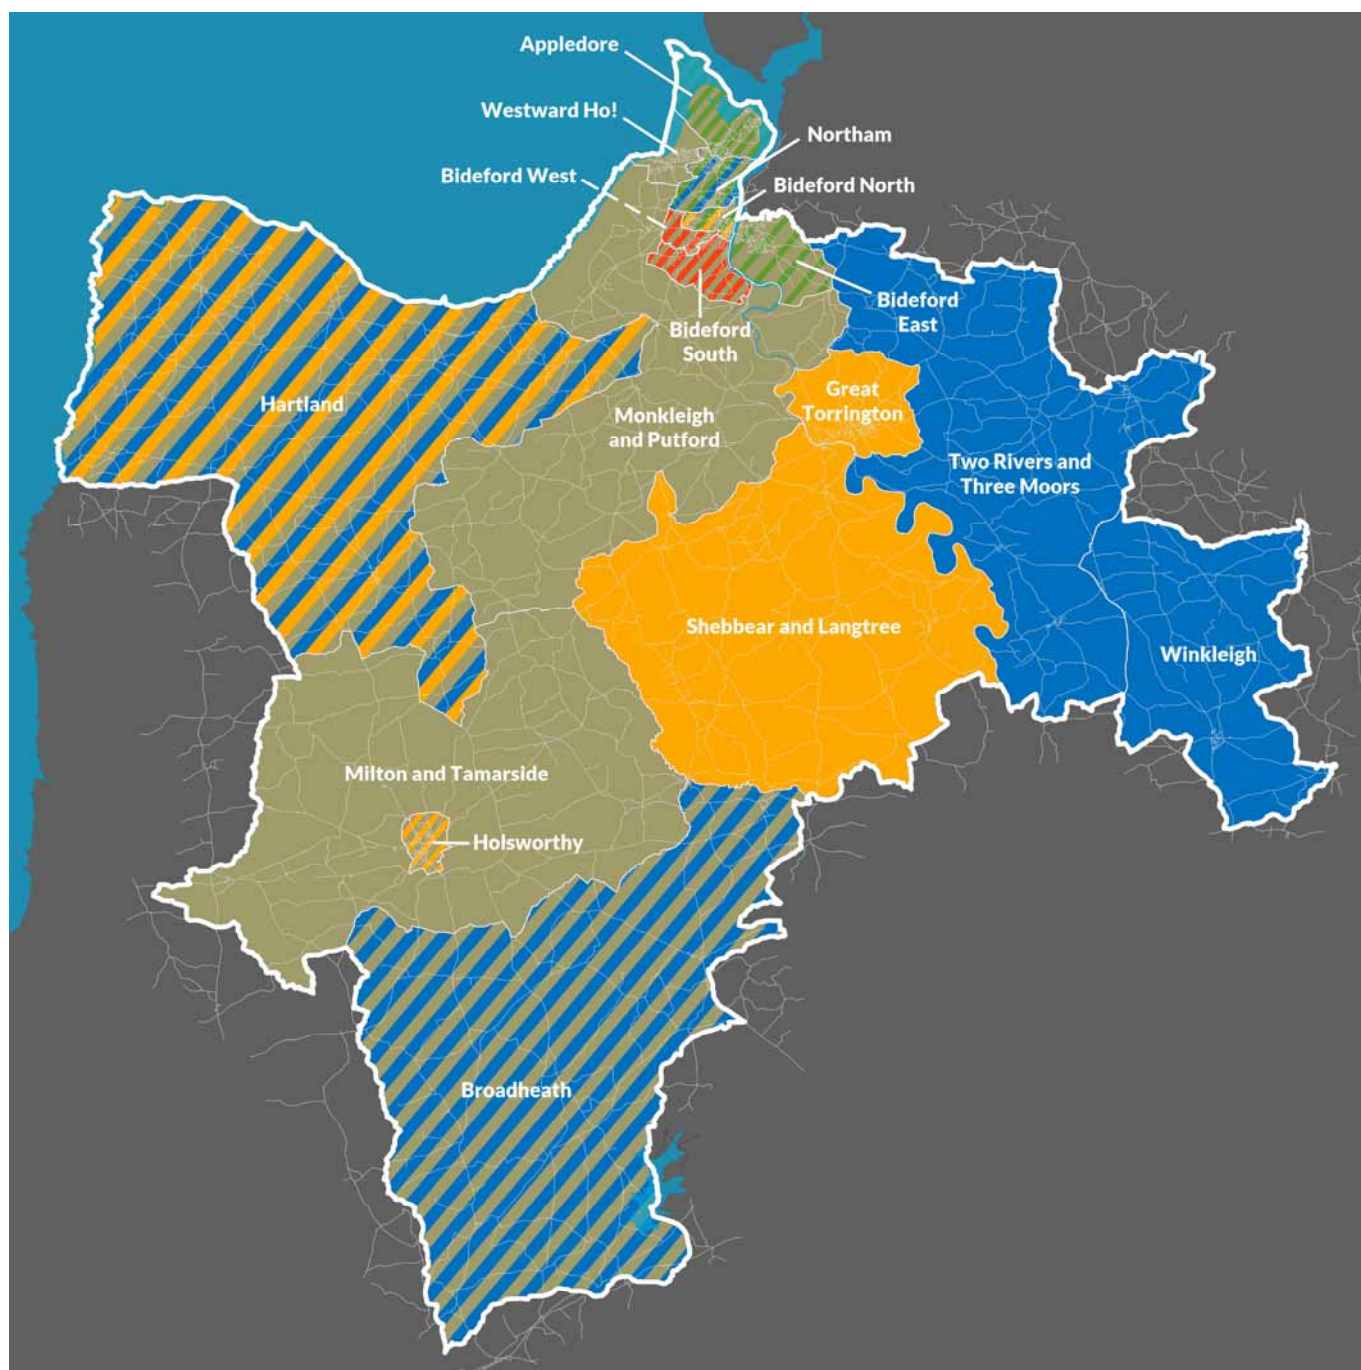 Appledore
Westward Ho!
Northam
Bideford West
Bideford North
Bideford
East
Bideford
South
Hartland
Great
Torrington
Monkleigh
and Putford
Two Rivers and
Three Moors
Shebbear and Langtree
Winkleigh
Milton and Tamarside
Holsworthy
Broadheath